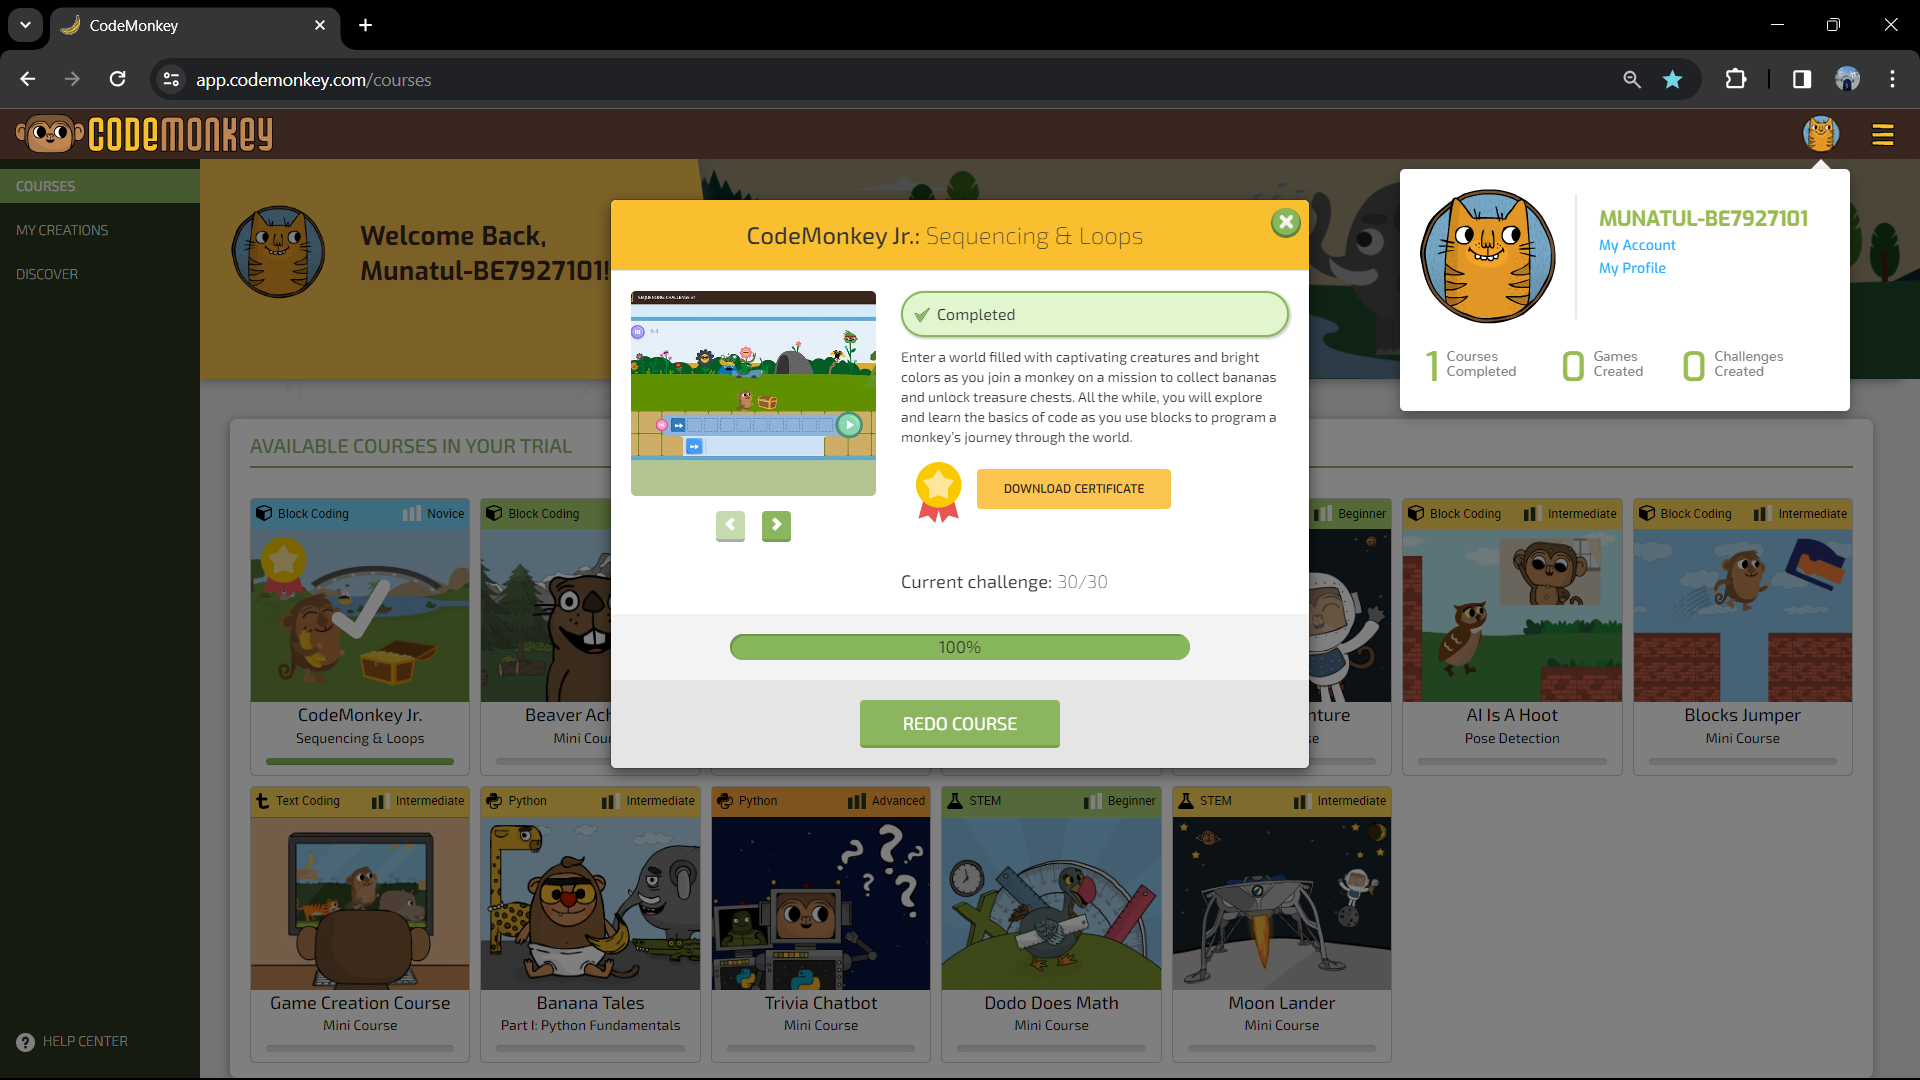 CodeMonkey
app.codemonkey.com/courses
CODEMONKEY
COURSES
MY CREATIONS
DISCOVER
HELP CENTER
Welcome Back,
Munatul-BE7927101!
MUNATUL-BE7927101
My Account
My Profile
1 Courses Completed
0 Games Created
0 Challenges Created
CodeMonkey Jr.: Sequencing & Loops
SEQUENCING CHALLENGE #1
1-1
Completed
Enter a world filled with captivating creatures and bright
colors as you join a monkey on a mission to collect bananas
and unlock treasure chests. All the while, you will explore
and learn the basics of code as you use blocks to program a
monkey's journey through the world.
DOWNLOAD CERTIFICATE
Current challenge: 30/30
100%
REDO COURSE
AVAILABLE COURSES IN YOUR TRIAL
Block Coding Novice
CodeMonkey Jr.
Sequencing & Loops
Block Coding
Beaver Ach
Mini Cou
Beginner
nture
se
Block Coding Intermediate
AI Is A Hoot
Pose Detection
Block Coding Intermediate
Blocks Jumper
Mini Course
Text Coding Intermediate
Game Creation Course
Mini Course
Python Intermediate
Banana Tales
Part I: Python Fundamentals
Python Advanced
Trivia Chatbot
Mini Course
STEM Beginner
Dodo Does Math
Mini Course
STEM Intermediate
Moon Lander
Mini Course